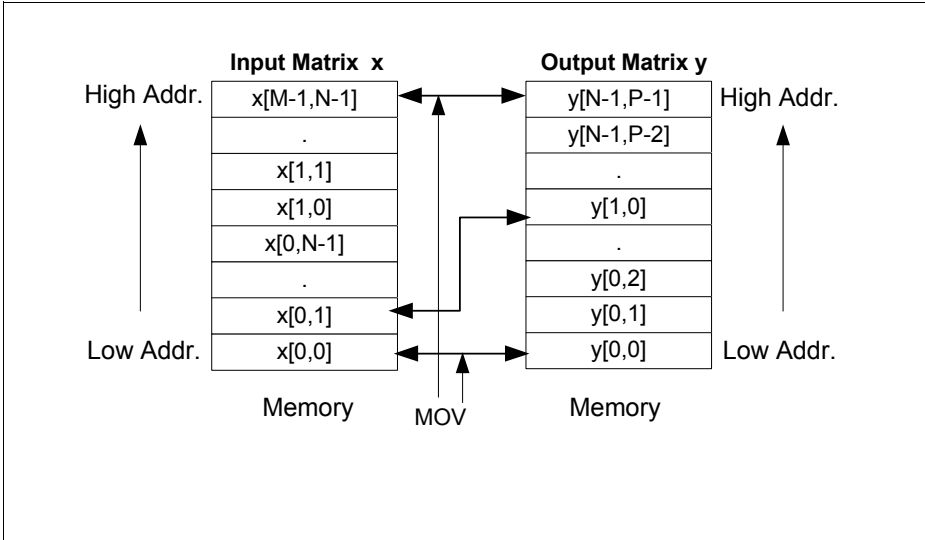 Input Matrix x
Output Matrix y
High Addr.
x[M-1,N-1]
y[N-1,P-1]
High Addr.
.
y[N-1,P-2]
x[1,1]
.
x[1,0]
y[1,0]
x[0,N-1]
.
.
y[0,2]
x[0,1]
y[0,1]
Low Addr.
x[0,0]
y[0,0]
Low Addr.
Memory
MOV
Memory